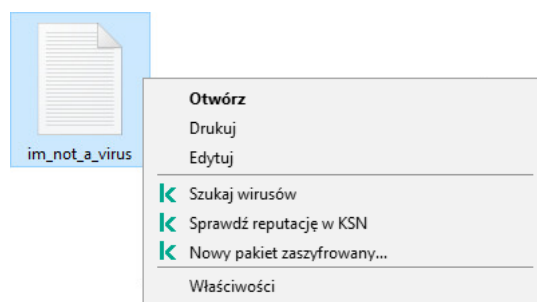 im_not_a_virus
Otwórz
Drukuj
Edytuj
Szukaj wirusów
Sprawdź reputację w KSN
Nowy pakiet zaszyfrowany...
Właściwości